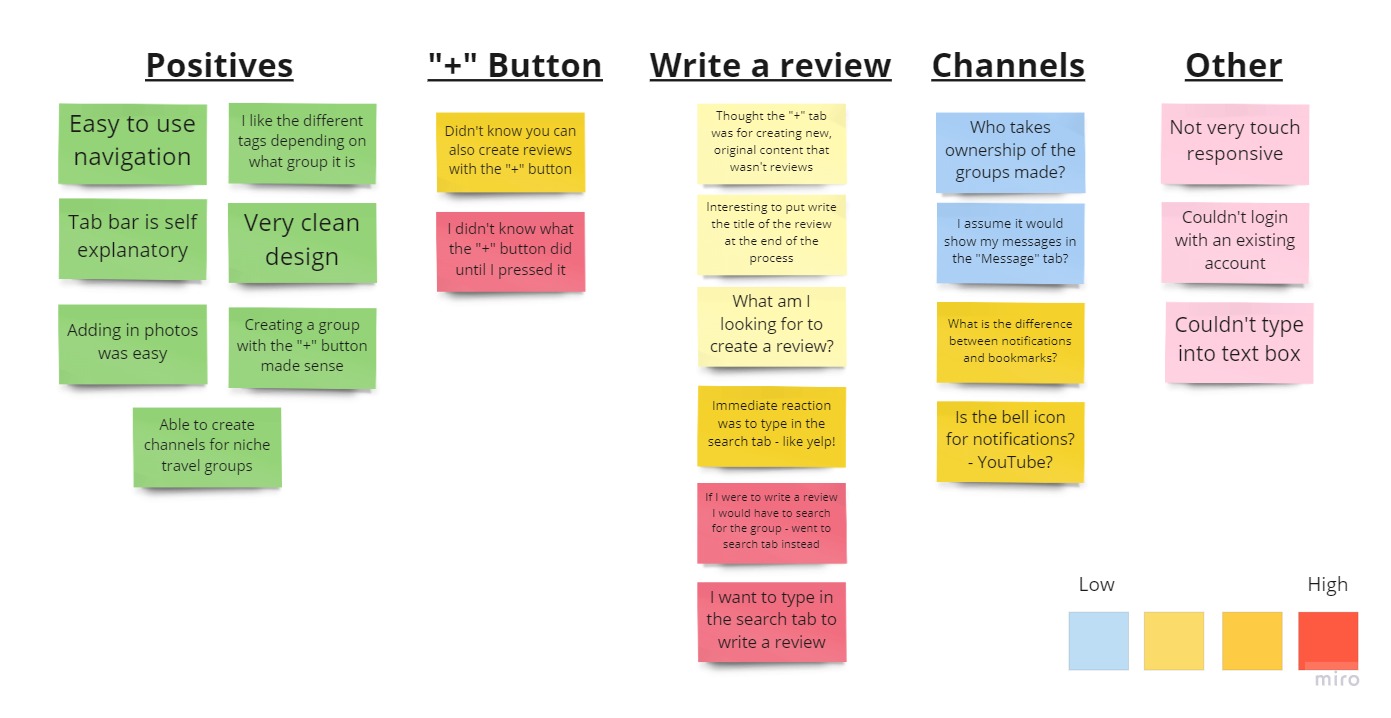 Positives
Easy to use
navigation
I like the different
tags depending on
what group it is
Tab bar is self
explanatory
Very clean
design
Adding in photos
was easy
Creating a group
with the "+" button
made sense
Able to create
channels for niche
travel groups
"+" Button
Didn't know you can
also create reviews
with the "+" button
I didn't know what
the "+" button did
until I pressed it
Write a review
Thought the "+" tab
was for creating new,
original content that
wasn't reviews
Interesting to put write
the title of the review
at the end of the
process
What am I
looking for to
create a review?
Immediate reaction
was to type in the
search tab - like yelp!
If I were to write a review
I would have to search
for the group - went to
search tab instead
I want to type in
the search tab to
write a review
Channels
Who takes
ownership of the
groups made?
I assume it would
show my messages in
the "Message" tab?
What is the difference
between notifications
and bookmarks?
Is the bell icon
for notifications?
- YouTube?
Other
Not very touch
responsive
Couldn't login
with an existing
account
Couldn't type
into text box
Low
High
miro